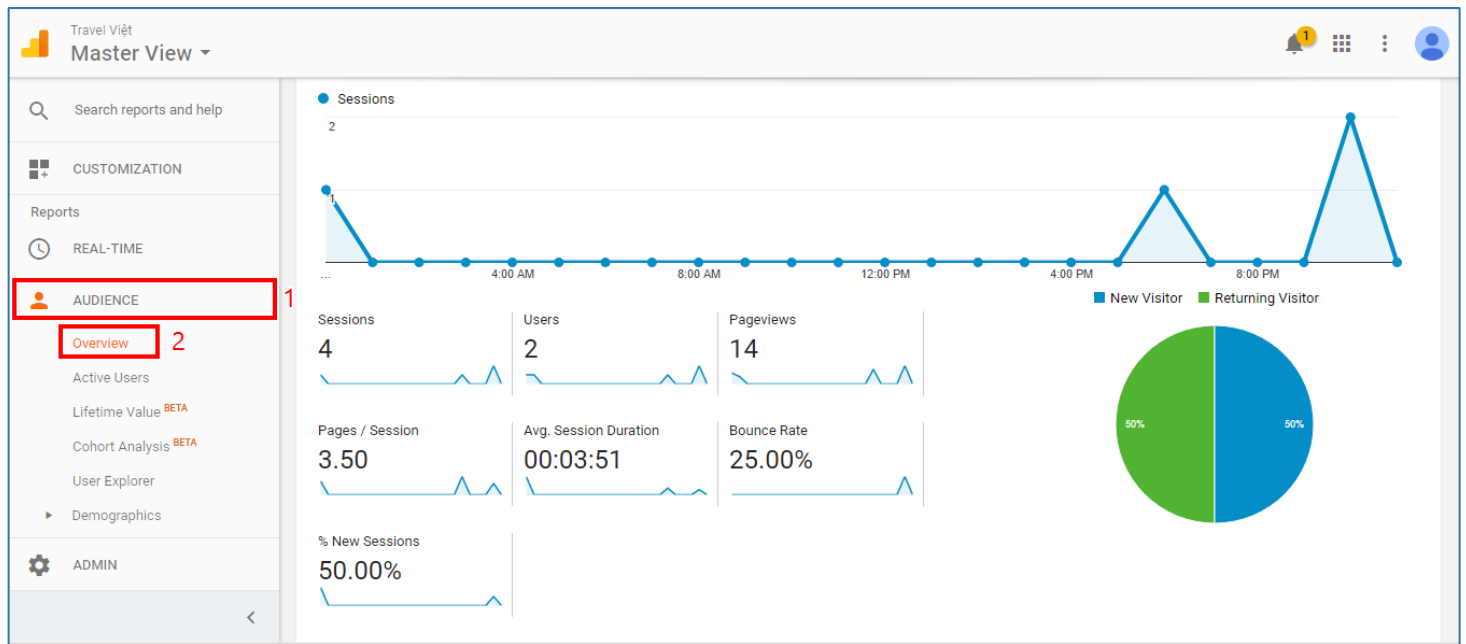 Travel Việt
Master View
1
Search reports and help
CUSTOMIZATION
Reports
REAL-TIME
AUDIENCE
1
Overview
2
Active Users
Lifetime Value BETA
Cohort Analysis BETA
User Explorer
Demographics
ADMIN
Sessions
2
1
... 4:00 AM 8:00 AM 12:00 PM 4:00 PM 8:00 PM
New Visitor Returning Visitor
Sessions Users Pageviews
4 2 14
Pages / Session Avg. Session Duration Bounce Rate
3.50 00:03:51 25.00%
50% 50%
% New Sessions
50.00%